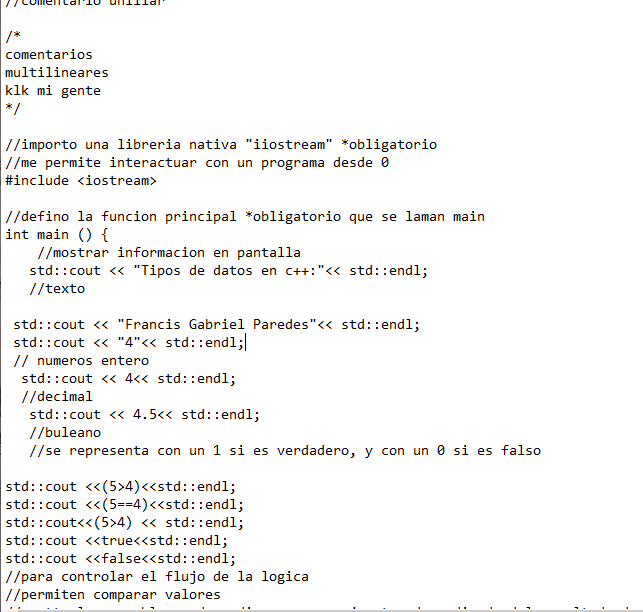 //comentario uniliar
/*
comentarios
multilineares
klk mi gente
*/
//importo una libreria nativa "iiostream" *obligatorio
//me permite interactuar con un programa desde 0
#include <iostream>
//defino la funcion principal *obligatorio que se laman main
int main () {
//mostrar informacion en pantalla
std::cout << "Tipos de datos en c++:"<< std::endl;
//texto
std::cout << "Francis Gabriel Paredes"<< std::endl;
std::cout << "4"<< std::endl;
// numeros entero
std::cout << 4<< std::endl;
//decimal
std::cout << 4.5<< std::endl;
//buleano
//se representa con un 1 si es verdadero, y con un 0 si es falso
std::cout <<(5>4)<<std::endl;
std::cout <<(5==4)<<std::endl;
std::cout<<(5>4) << std::endl;
std::cout <<true<<std::endl;
std::cout <<false<<std::endl;
//para controlar el flujo de la logica
//permiten comparar valores